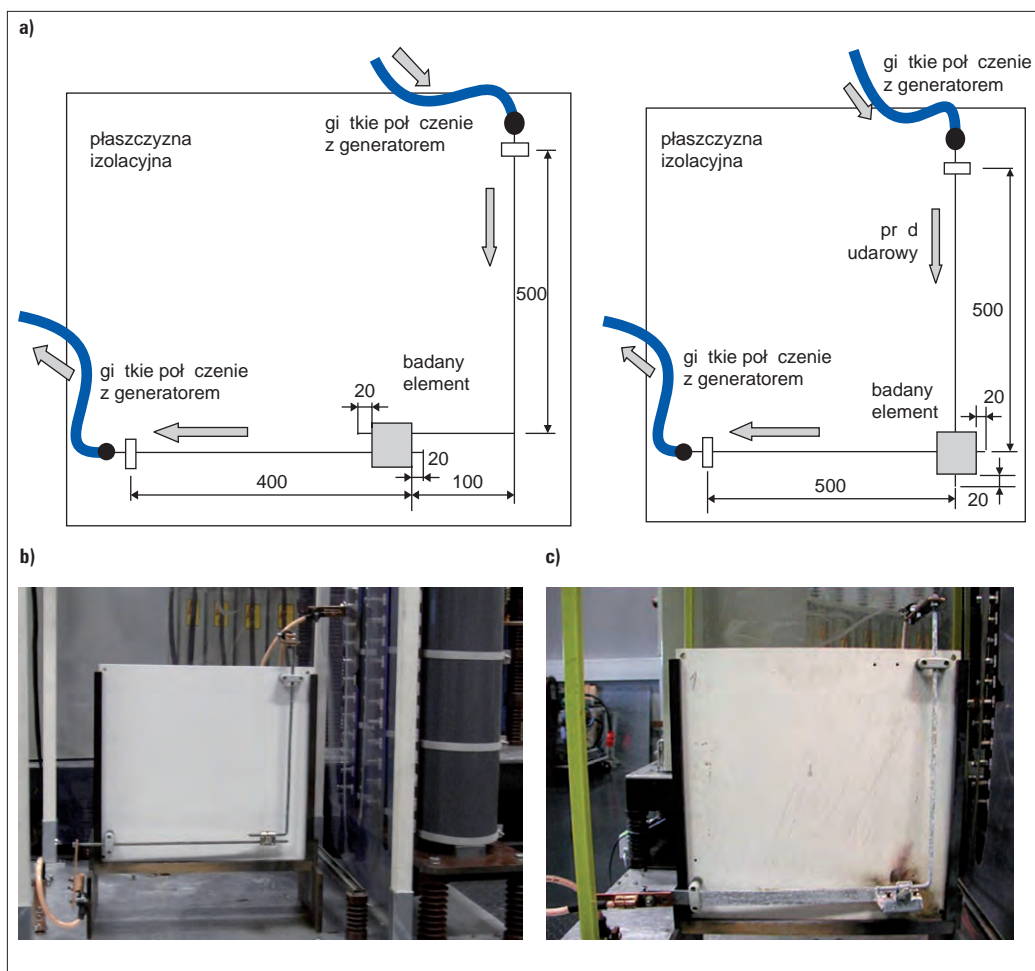 a)
gi tkie poł czenie
z generatorem
płaszczyzna
izolacyjna
500
gi tkie poł czenie
z generatorem
badany
element
20
20
400
100
gi tkie poł czenie
z generatorem
płaszczyzna
izolacyjna
pr d
udarowy
500
gi tkie poł czenie
z generatorem
badany
element
20
500
20
b)
c)